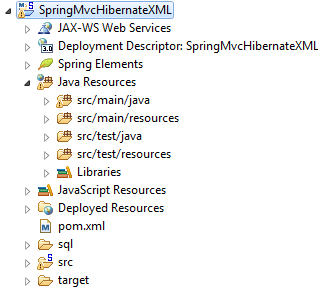 SpringMvcHibernateXML
JAX-WS Web Services
Deployment Descriptor: SpringMvcHibernateXML
Spring Elements
Java Resources
src/main/java
src/main/resources
src/test/java
src/test/resources
Libraries
JavaScript Resources
Deployed Resources
pom.xml
sql
src
target